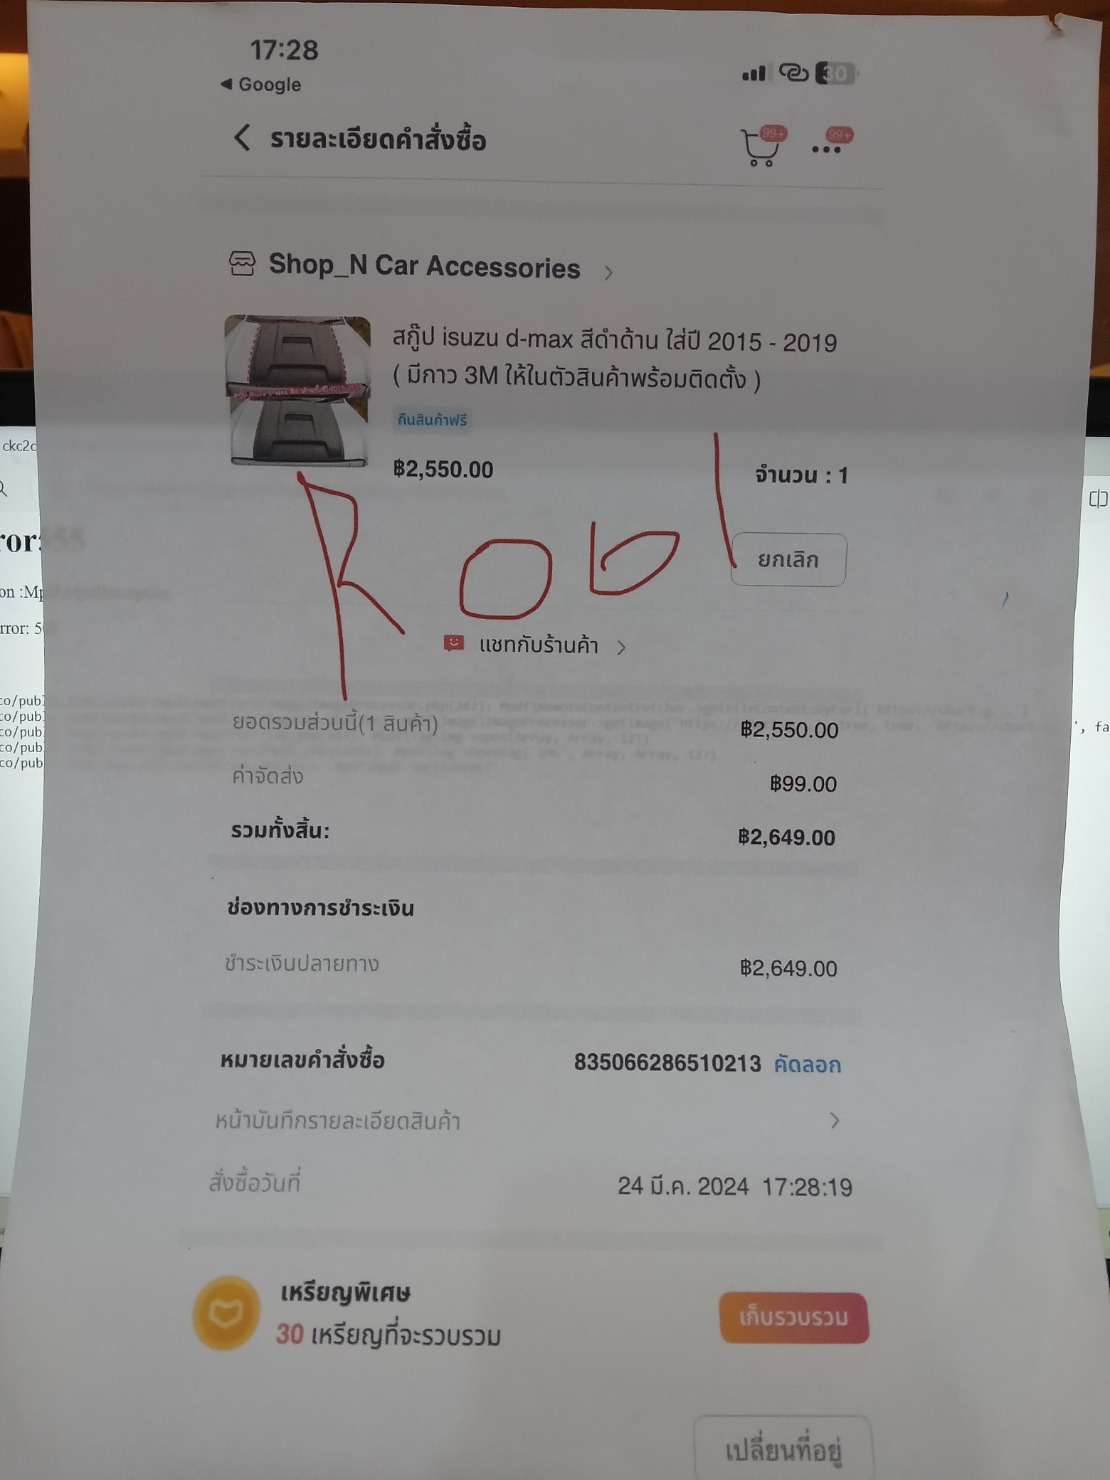 17:28
30
◀ Google
รายละเอียดคำสั่งซื้อ
99+
99+
Shop_N Car Accessories
สกู๊ป isuzu d-max สีดำด้าน ใส่ปี 2015 - 2019
( มีกาว 3M ให้ในตัวสินค้าพร้อมติดตั้ง )
คืนสินค้าฟรี
฿2,550.00
จำนวน : 1
ยกเลิก
แชทกับร้านค้า
ยอดรวมส่วนนี้(1 สินค้า)
฿2,550.00
ค่าจัดส่ง
฿99.00
รวมทั้งสิ้น:
฿2,649.00
ช่องทางการชำระเงิน
ชำระเงินปลายทาง
฿2,649.00
หมายเลขคำสั่งซื้อ
835066286510213 คัดลอก
หน้าบันทึกรายละเอียดสินค้า
สั่งซื้อวันที่
24 มี.ค. 2024 17:28:19
เหรียญพิเศษ
30 เหรียญที่จะรวบรวม
เก็บรวบรวม
เปลี่ยนที่อยู่
ckc2c
co/pub
co/pub
co/pub
co/pub
co/pub